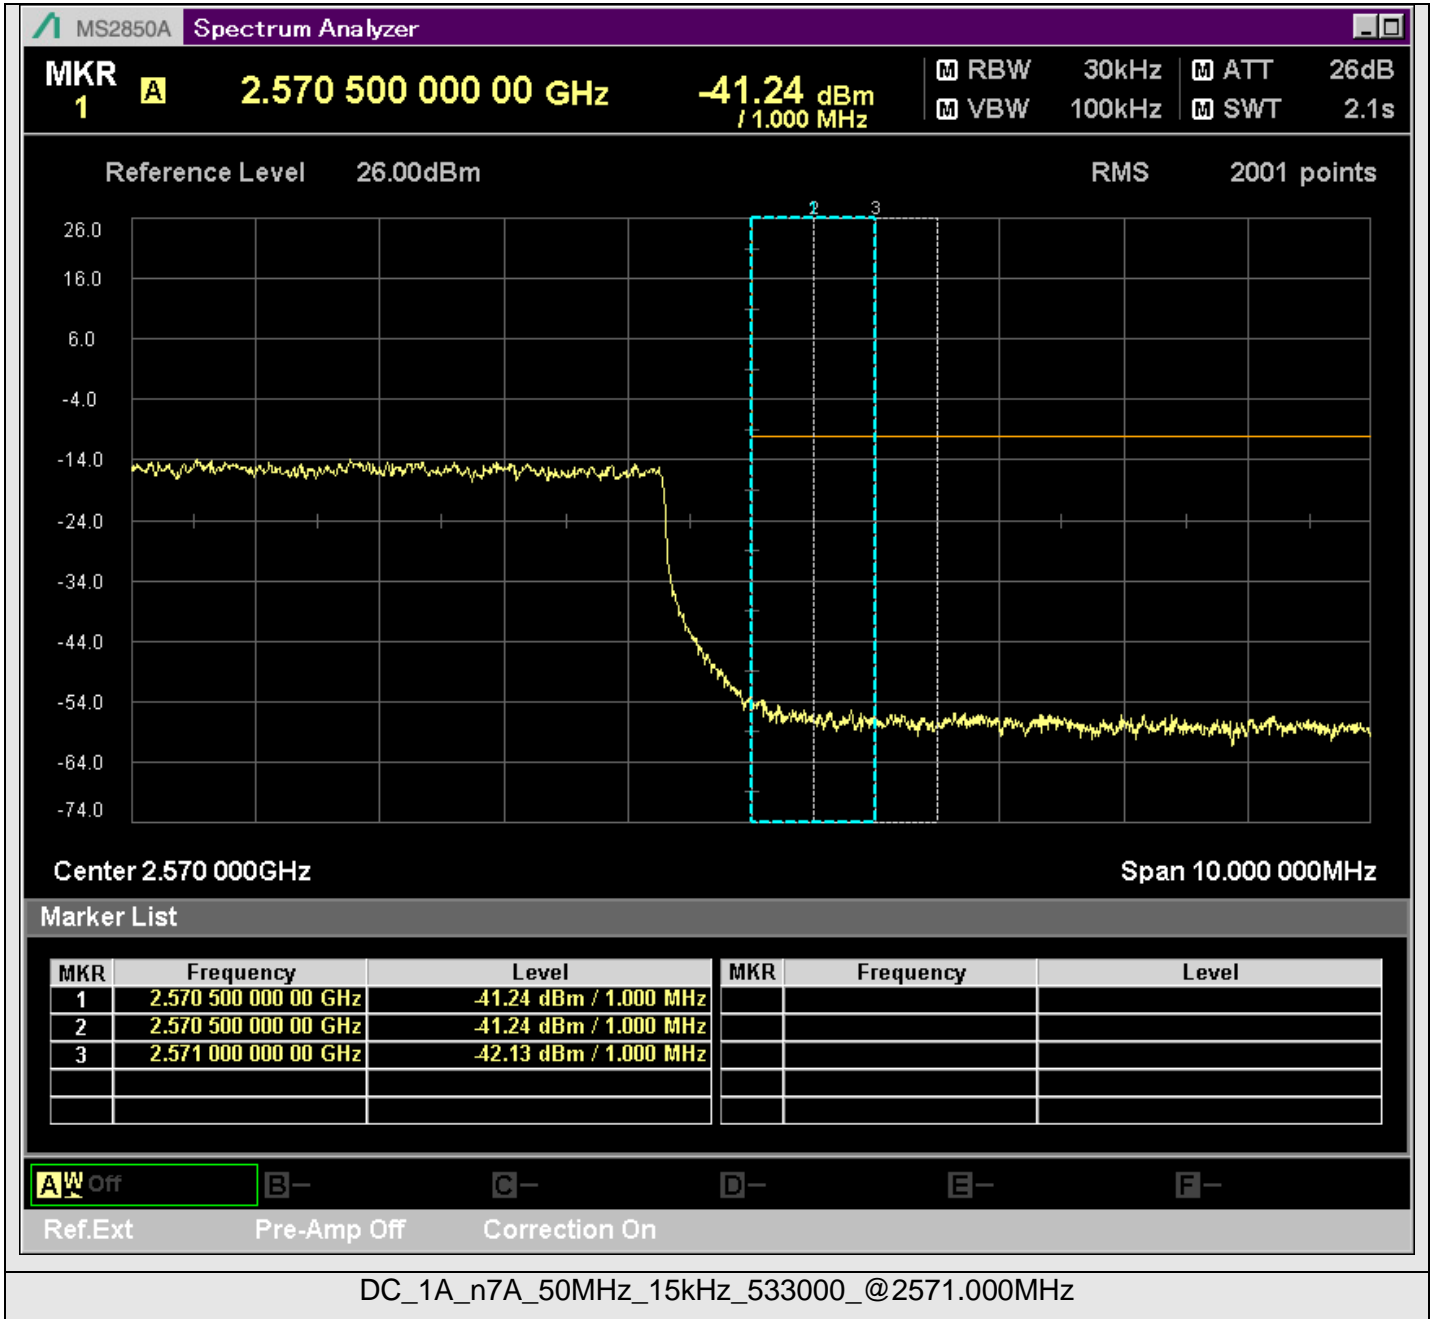 MS2850A Spectrum Analyzer
MKR 1 A 2.570 500 000 00 GHz -41.24 dBm / 1.000 MHz
M RBW 30kHz M ATT 26dB
M VBW 100kHz M SWT 2.1s
Reference Level 26.00dBm RMS 2001 points
2 3
26.0
16.0
6.0
-4.0
-14.0
-24.0
-34.0
-44.0
-54.0
-64.0
-74.0
Center 2.570 000GHz Span 10.000 000MHz
Marker List
MKR Frequency Level MKR Frequency Level
1 2.570 500 000 00 GHz -41.24 dBm / 1.000 MHz
2 2.570 500 000 00 GHz -41.24 dBm / 1.000 MHz
3 2.571 000 000 00 GHz -42.13 dBm / 1.000 MHz
A W Off B- C- D- E- F-
Ref.Ext Pre-Amp Off Correction On
DC_1A_n7A_50MHz_15kHz_533000_@2571.000MHz